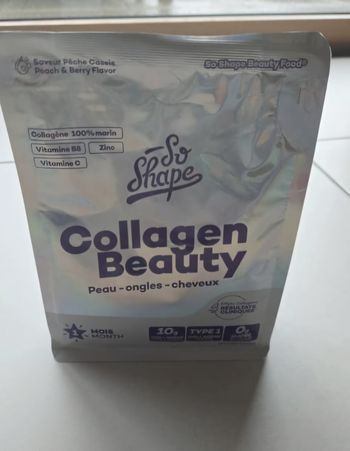 Saveur Pêche Cassis
Peach & Berry Flavor
So Shape Beauty Food®
Collagène 100% marin
Vitamine B8
Zinc
Vitamine C
So
Shape
Collagen
Beauty
Peau - ongles - cheveux
RÉSULTATS
CLINIQUES
1
MOIS
MONTH
10g
TYPE 1
0g